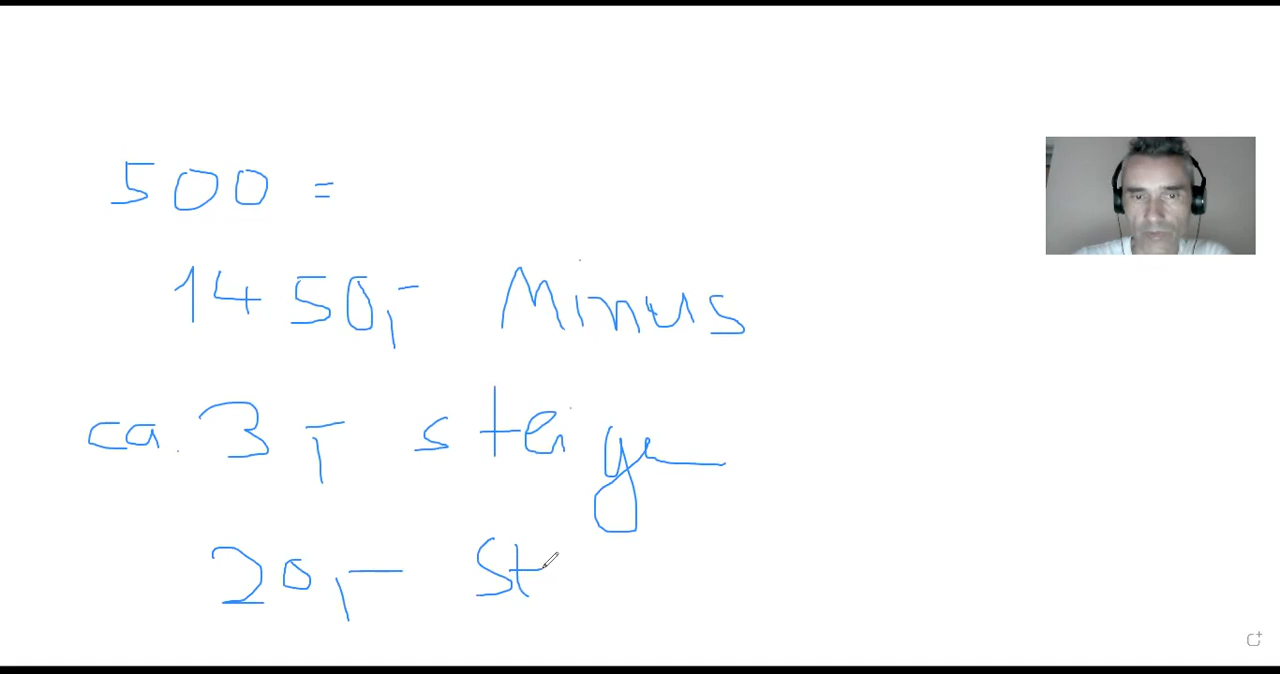 500 =
1450,- Minus
ca. 3,- steigen
20,- St